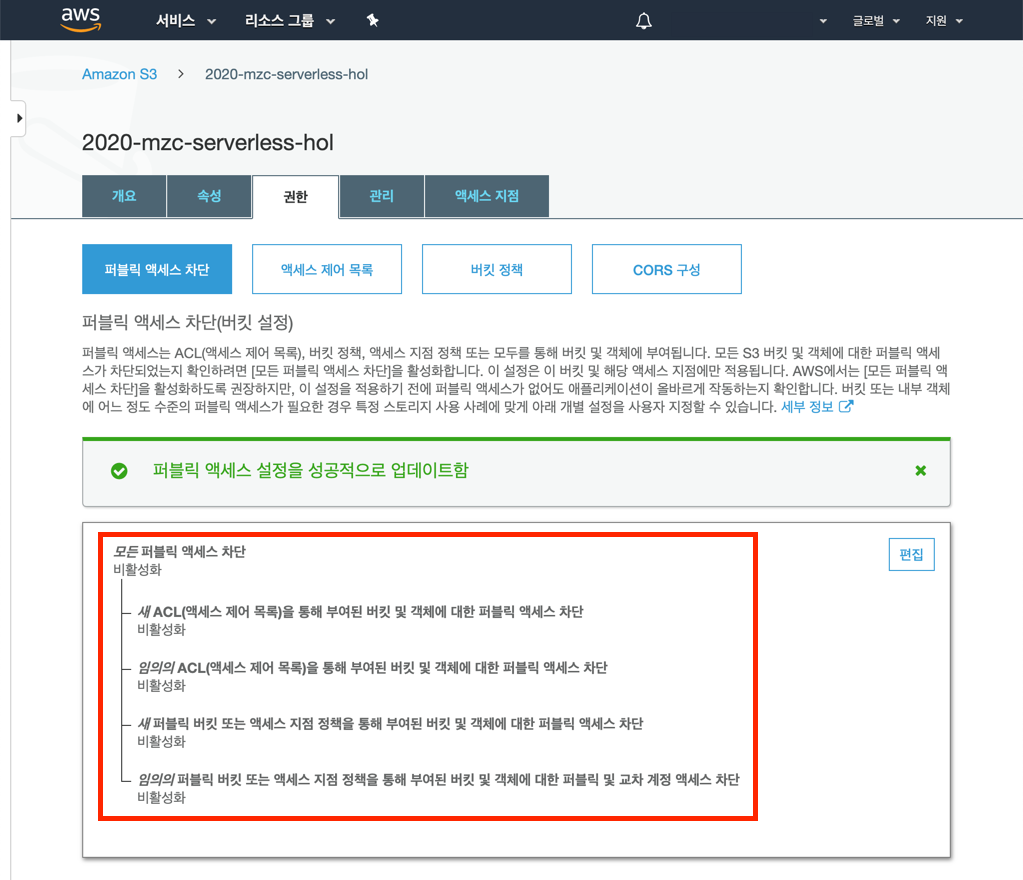 aws 서비스 리소스 그룹 글로벌 지원
Amazon S3 > 2020-mzc-serverless-hol
2020-mzc-serverless-hol
개요 속성 권한 관리 액세스 지점
퍼블릭 액세스 차단 액세스 제어 목록 버킷 정책 CORS 구성
퍼블릭 액세스 차단(버킷 설정)
퍼블릭 액세스는 ACL(액세스 제어 목록), 버킷 정책, 액세스 지점 정책 또는 모두를 통해 버킷 및 객체에 부여됩니다. 모든 S3 버킷 및 객체에 대한 퍼블릭 액세
스가 차단되었는지 확인하려면 [모든 퍼블릭 액세스 차단]을 활성화합니다. 이 설정은 이 버킷 및 해당 액세스 지점에만 적용됩니다. AWS에서는 [모든 퍼블릭 액
세스 차단]을 활성화하도록 권장하지만, 이 설정을 적용하기 전에 퍼블릭 액세스가 없어도 애플리케이션이 올바르게 작동하는지 확인합니다. 버킷 또는 내부 객체
에 어느 정도 수준의 퍼블릭 액세스가 필요한 경우 특정 스토리지 사용 사례에 맞게 아래 개별 설정을 사용자 지정할 수 있습니다. 세부 정보
퍼블릭 액세스 설정을 성공적으로 업데이트함
모든 퍼블릭 액세스 차단
편집
비활성화
새 ACL(액세스 제어 목록)을 통해 부여된 버킷 및 객체에 대한 퍼블릭 액세스 차단
비활성화
임의의 ACL(액세스 제어 목록)을 통해 부여된 버킷 및 객체에 대한 퍼블릭 액세스 차단
비활성화
새 퍼블릭 버킷 또는 액세스 지점 정책을 통해 부여된 버킷 및 객체에 대한 퍼블릭 액세스 차단
비활성화
임의의 퍼블릭 버킷 또는 액세스 지점 정책을 통해 부여된 버킷 및 객체에 대한 퍼블릭 및 교차 계정 액세스 차단
비활성화